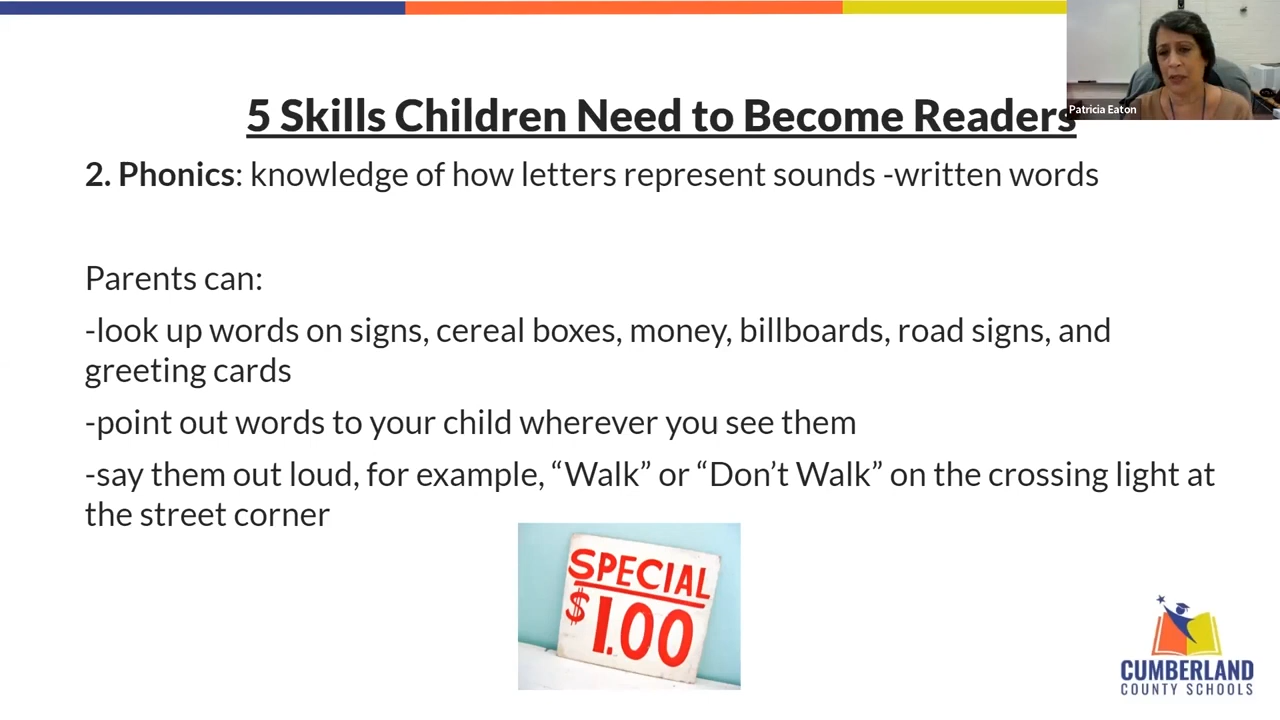 5 Skills Children Need to Become Readers
Patricia Eaton
2. Phonics: knowledge of how letters represent sounds -written words
Parents can:
-look up words on signs, cereal boxes, money, billboards, road signs, and
greeting cards
-point out words to your child wherever you see them
-say them out loud, for example, “Walk” or “Don’t Walk” on the crossing light at
the street corner
SPECIAL
$1.00
CUMBERLAND
COUNTY SCHOOLS